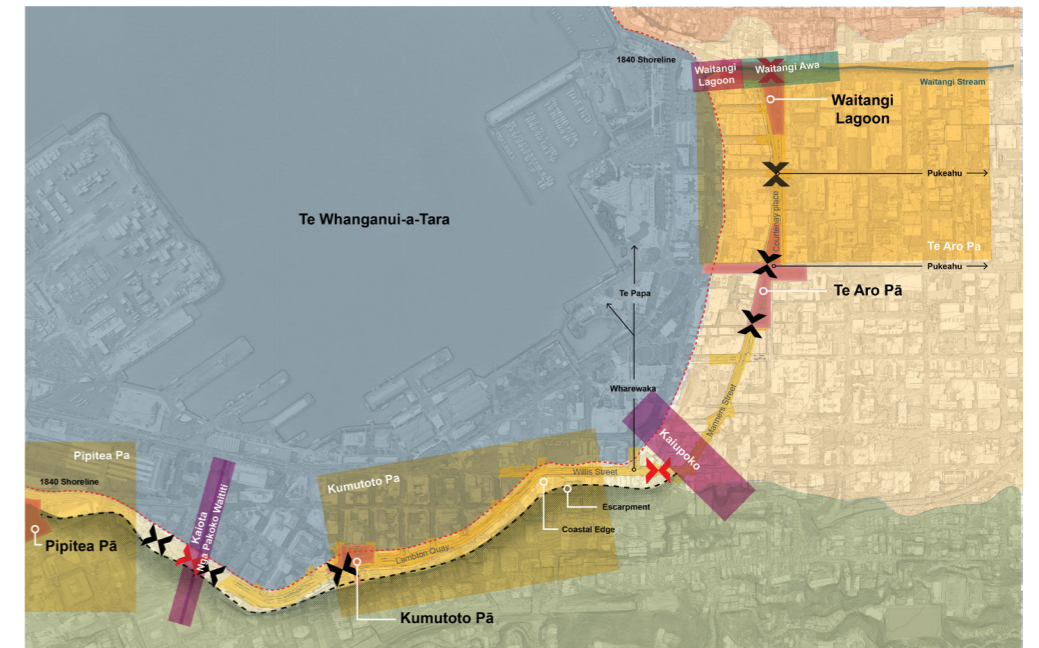 1840 Shoreline
Waitangi
Lagoon
Waitangi Awa
Waitangi Stream
Waitangi
Lagoon
Pukeahu
Te Whanganui-a-Tara
Courtenay place
Te Aro Pa
Pukeahu
Te Papa
Te Aro Pā
Wharewaka
Manners Street
Kaiupoko
Pipitea Pa
Willis Street
1840 Shoreline
Kumutoto Pa
Escarpment
Kaiota
Nga Pakoko Waititi
Coastal Edge
Pipitea Pā
Lambton Quay
Kumutoto Pā